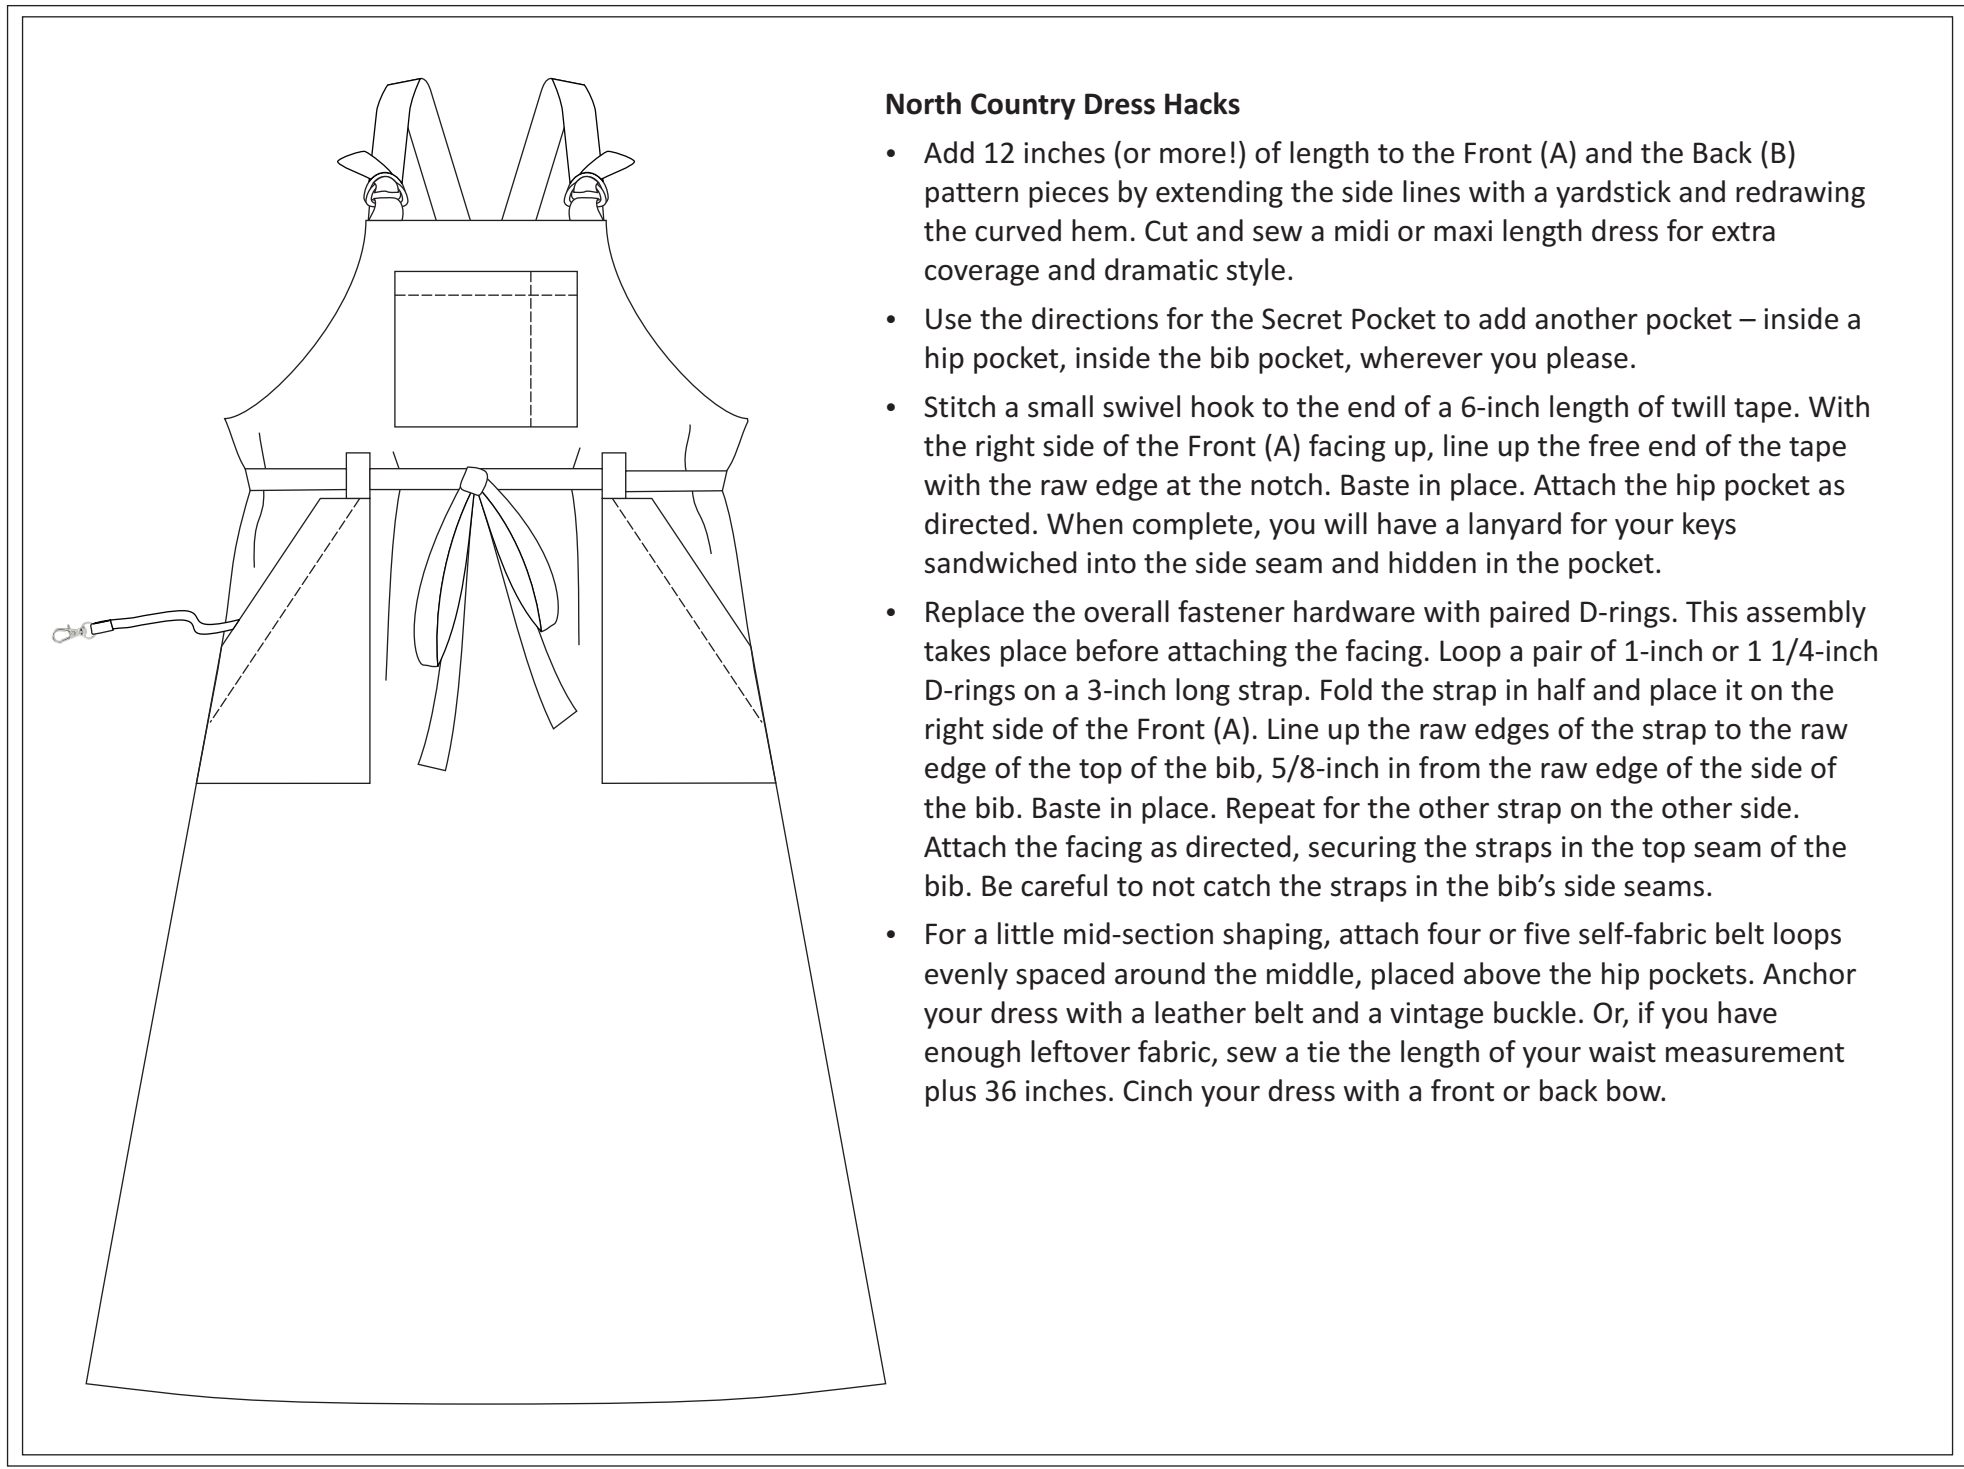 North Country Dress Hacks
• Add 12 inches (or more!) of length to the Front (A) and the Back (B)
pattern pieces by extending the side lines with a yardstick and redrawing
the curved hem. Cut and sew a midi or maxi length dress for extra
coverage and dramatic style.
• Use the directions for the Secret Pocket to add another pocket – inside a
hip pocket, inside the bib pocket, wherever you please.
• Stitch a small swivel hook to the end of a 6-inch length of twill tape. With
the right side of the Front (A) facing up, line up the free end of the tape
with the raw edge at the notch. Baste in place. Attach the hip pocket as
directed. When complete, you will have a lanyard for your keys
sandwiched into the side seam and hidden in the pocket.
• Replace the overall fastener hardware with paired D-rings. This assembly
takes place before attaching the facing. Loop a pair of 1-inch or 1 1/4-inch
D-rings on a 3-inch long strap. Fold the strap in half and place it on the
right side of the Front (A). Line up the raw edges of the strap to the raw
edge of the top of the bib, 5/8-inch in from the raw edge of the side of
the bib. Baste in place. Repeat for the other strap on the other side.
Attach the facing as directed, securing the straps in the top seam of the
bib. Be careful to not catch the straps in the bib’s side seams.
• For a little mid-section shaping, attach four or five self-fabric belt loops
evenly spaced around the middle, placed above the hip pockets. Anchor
your dress with a leather belt and a vintage buckle. Or, if you have
enough leftover fabric, sew a tie the length of your waist measurement
plus 36 inches. Cinch your dress with a front or back bow.